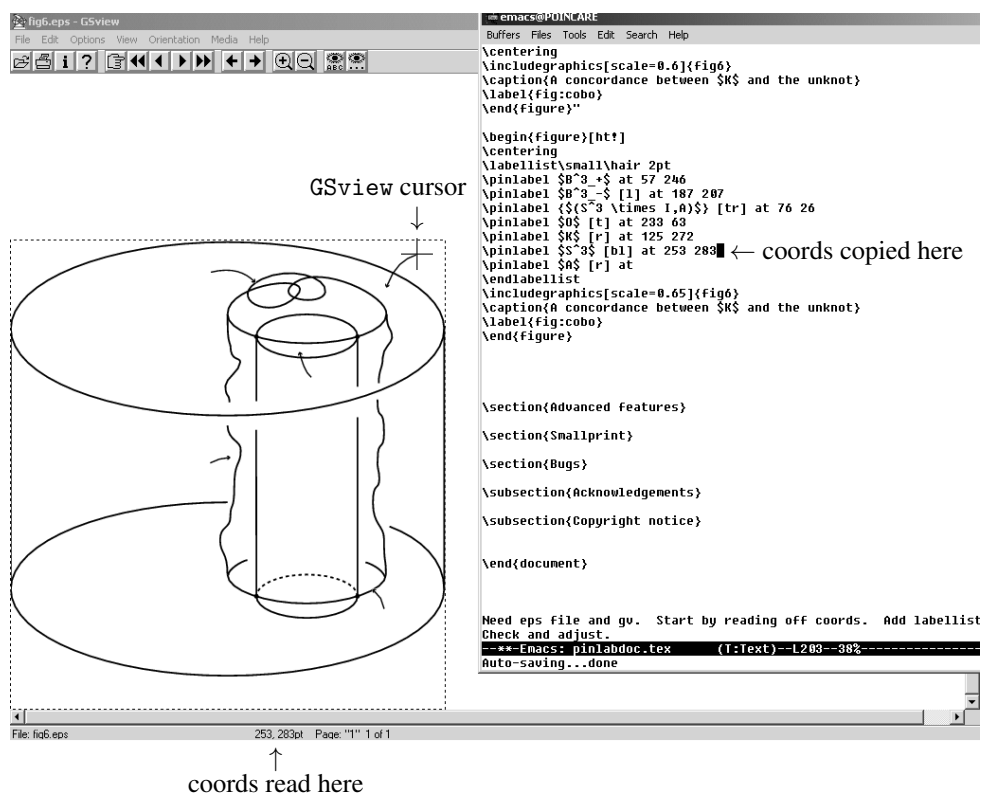 fig6.eps - GSview
File Edit Options View Orientation Media Help
GSview cursor
File: fig6.eps 253, 283pt Page: "1" 1 of 1
coords read here
emacs@POINCARE
Buffers Files Tools Edit Search Help
\centering
\includegraphics[scale=0.6]{fig6}
\caption{A concordance between $K$ and the unknot}
\label{fig:cobo}
\end{figure}"
\begin{figure}[ht!]
\centering
\labellist\small\hair 2pt
\pinlabel $B^3_+$ at 57 246
\pinlabel $B^3_-$ [l] at 187 207
\pinlabel {$(S^3 \times I,A)$} [tr] at 76 26
\pinlabel $O$ [t] at 233 63
\pinlabel $K$ [r] at 125 272
\pinlabel $S^3$ [bl] at 253 283 ← coords copied here
\pinlabel $A$ [r] at
\endlabellist
\includegraphics[scale=0.65]{fig6}
\caption{A concordance between $K$ and the unknot}
\label{fig:cobo}
\end{figure}
\section{Advanced features}
\section{Smallprint}
\section{Bugs}
\subsection{Acknowledgements}
\subsection{Copyright notice}
\end{document}
Need eps file and gv. Start by reading off coords. Add labellist
Check and adjust.
--**-Emacs: pinlabdoc.tex (T:Text)--L203--38%----------------
Auto-saving...done